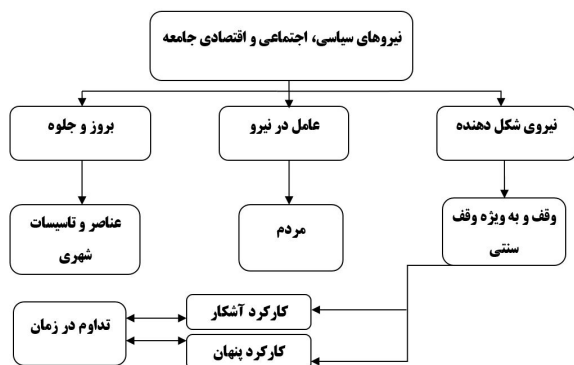 نیروهای سیاسی، اجتماعی و اقتصادی جامعه
نیروی شکل دهنده
عامل در نیرو
بروز و جلوه
وقف و به ویژه وقف
سنتی
مردم
عناصر و تاسیسات
شهری
کارکرد آشکار
تداوم در زمان
کارکرد پنهان